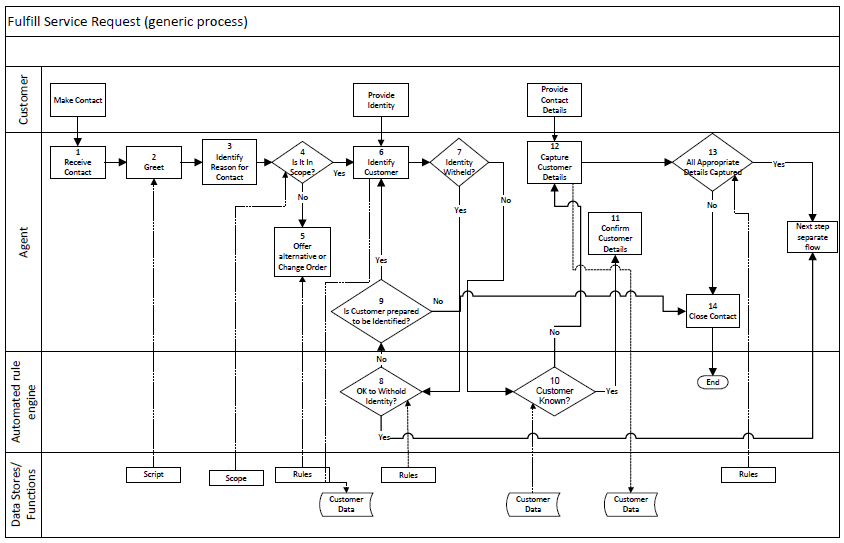 Fulfill Service Request (generic process)
Customer
Make Contact
Provide
Identity
Provide
Contact
Details
Agent
1
Receive
Contact
2
Greet
3
Identify
Reason for
Contact
4
Is It In
Scope?
Yes
No
5
Offer
alternative or
Change Order
6
Identify
Customer
7
Identity
Witheld?
Yes
No
12
Capture
Customer
Details
13
All Appropriate
Details Captured
Yes
No
11
Confirm
Customer
Details
Next step
separate
flow
Yes
9
Is Customer prepared
to be Identified?
No
14
Close Contact
No
End
Automated rule
engine
No
8
OK to Withold
Identity?
Yes
10
Customer
Known?
Yes
Data Stores/
Functions
Script
Scope
Rules
Customer
Data
Rules
Customer
Data
Customer
Data
Rules